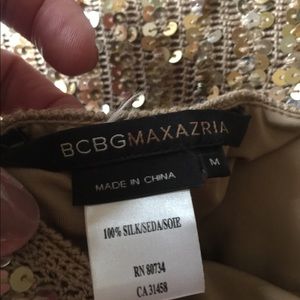 BCBGMAXAZRIA
M
MADE IN CHINA
100% SILK/SEDA/SOIE
RN 80734
CA 31458